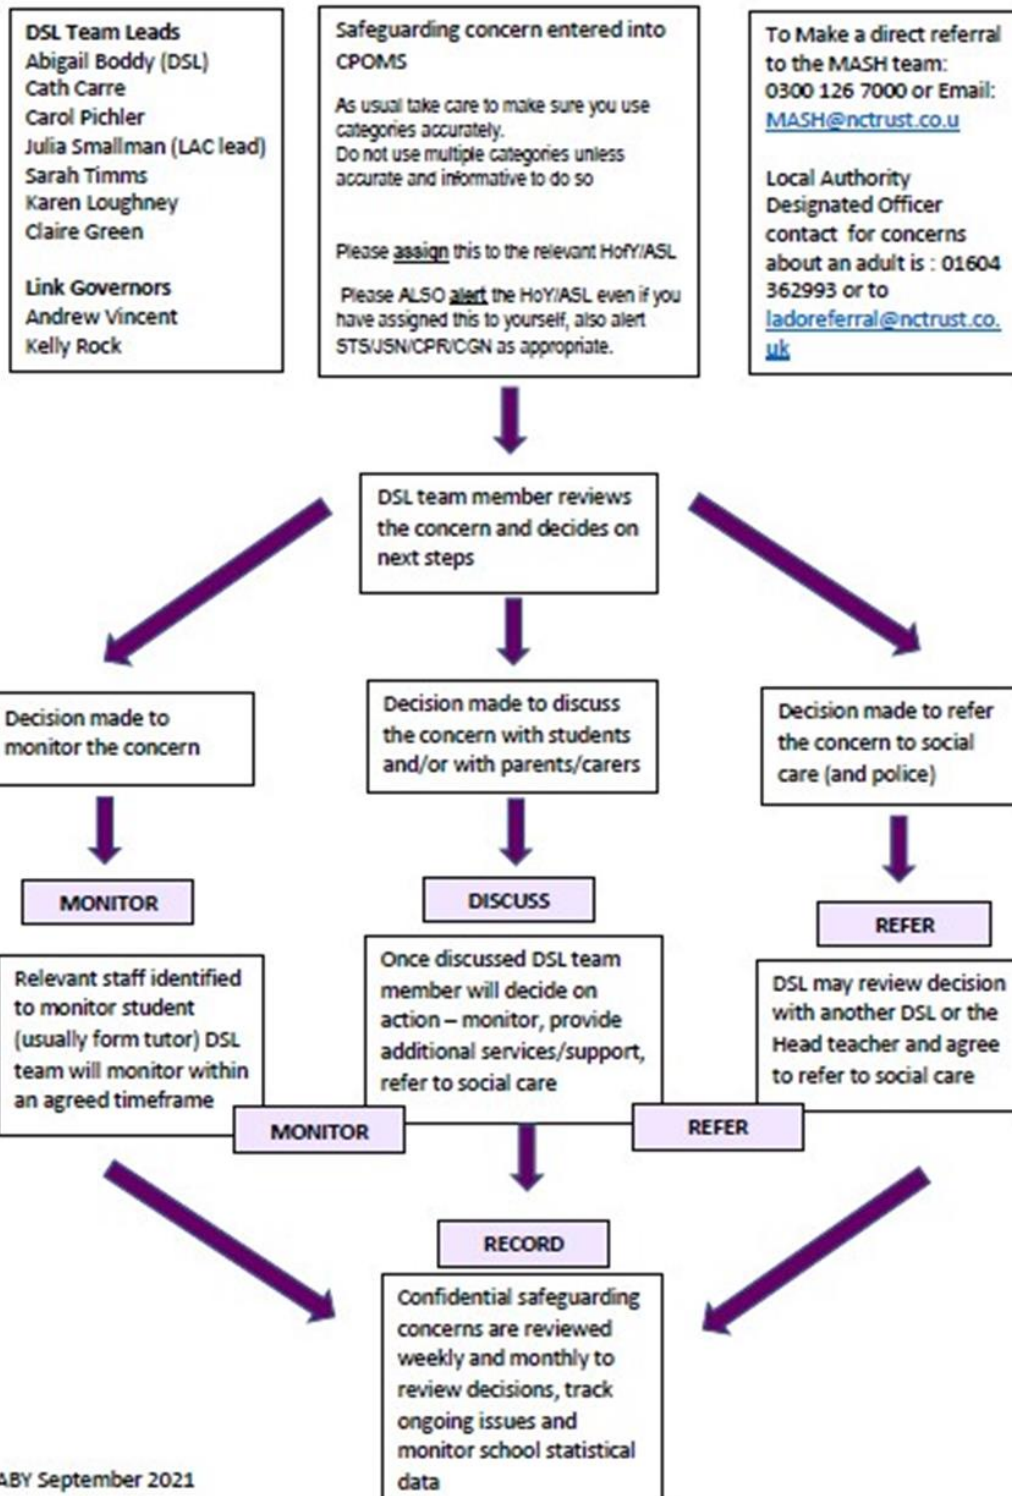 DSL Team Leads
Abigail Boddy (DSL)
Cath Carre
Carol Pichler
Julia Smallman (LAC lead)
Sarah Timms
Karen Loughney
Claire Green
Link Governors
Andrew Vincent
Kelly Rock
Safeguarding concern entered into
CPOMS
As usual take care to make sure you use
categories accurately.
Do not use multiple categories unless
accurate and informative to do so
Please assign this to the relevant HofY/ASL
Please ALSO alert the HoY/ASL even if you
have assigned this to yourself, also alert
STS/JSN/CPR/CGN as appropriate.
To Make a direct referral
to the MASH team:
0300 126 7000 or Email:
MASH@nctrust.co.u
Local Authority
Designated Officer
contact for concerns
about an adult is : 01604
362993 or to
ladoreferral@nctrust.co.
uk
DSL team member reviews
the concern and decides on
next steps
Decision made to
monitor the concern
Decision made to discuss
the concern with students
and/or with parents/carers
Decision made to refer
the concern to social
care (and police)
MONITOR
DISCUSS
REFER
Relevant staff identified
to monitor student
(usually form tutor) DSL
team will monitor within
an agreed timeframe
Once discussed DSL team
member will decide on
action – monitor, provide
additional services/support,
refer to social care
DSL may review decision
with another DSL or the
Head teacher and agree
to refer to social care
MONITOR
REFER
RECORD
Confidential safeguarding
concerns are reviewed
weekly and monthly to
review decisions, track
ongoing issues and
monitor school statistical
data
ABY September 2021